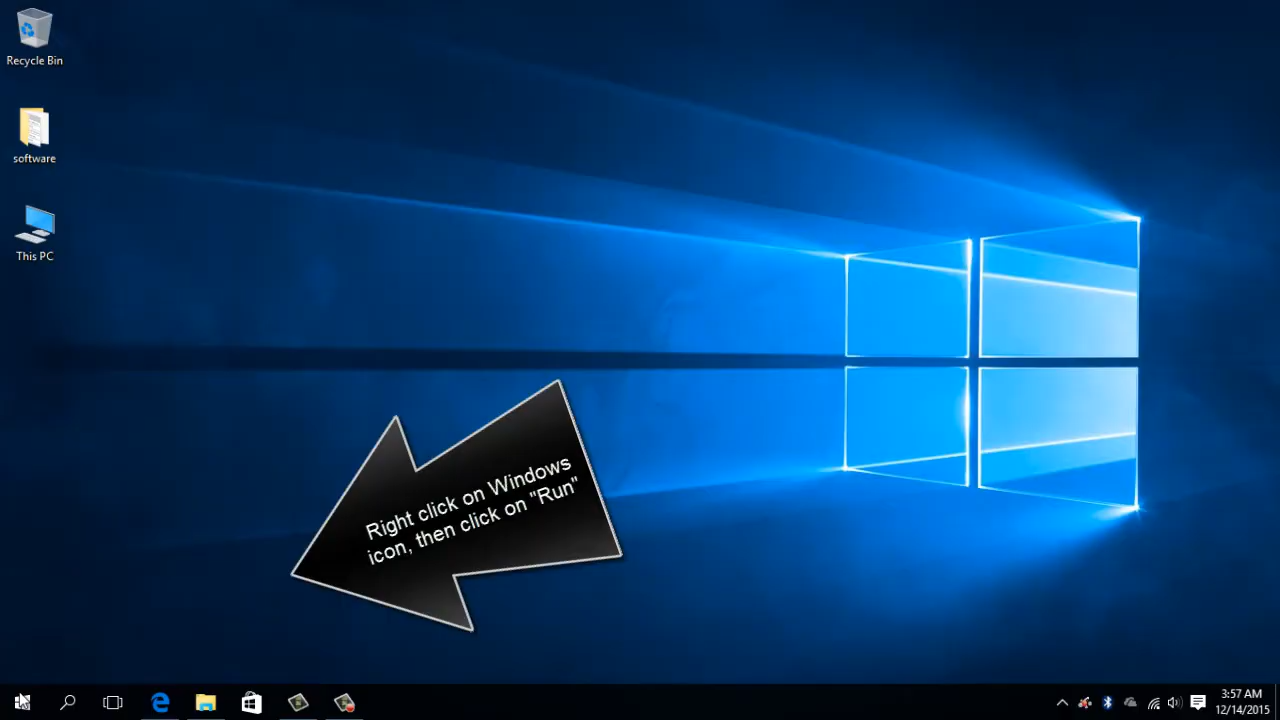 Recycle Bin
software
This PC
Right click on Windows
icon, then click on "Run"
3:57 AM
12/14/2015